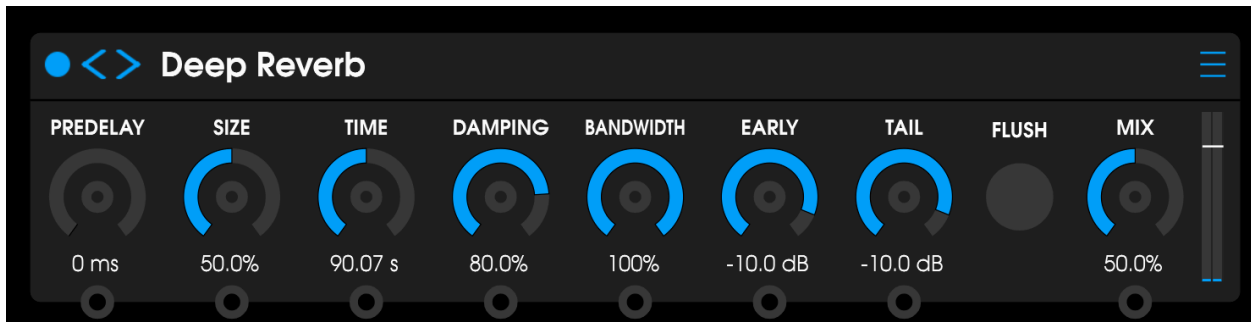 Deep Reverb
PREDELAY SIZE TIME DAMPING BANDWIDTH EARLY TAIL FLUSH MIX
0 ms 50.0% 90.07 s 80.0% 100% -10.0 dB -10.0 dB 50.0%